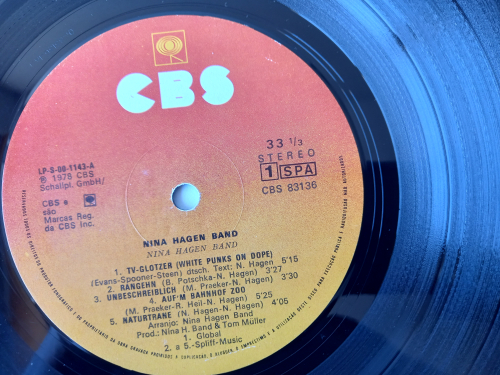 CBS
LP-S-00-1143-A
℗ 1978 CBS
Schallpl. GmbH/
CBS e
são
Marcas Reg.
de CBS Inc.
33 1/3
STEREO
1 SPA
CBS 83136
NINA HAGEN BAND
NINA HAGEN BAND
1. TV-GLOTZER (WHITE PUNKS ON DOPE)
(Evans-Spooner-Steen) dtsch. Text: N. Hagen 5'15
2. RANGEHN (B. Potschka-N. Hagen) 3'27
3. UNBESCHREIBLICH (M. Praeker-N. Hagen) 3'30
4. AUF'M BAHNHOF ZOO
(M. Praeker-R. Heil-N. Hagen) 5'25
5. NATURTRANE (N. Hagen-N. Hagen) 4'05
Arranjo: Nina Hagen Band
Prod.: Nina H. Band & Tom Müller
1. Global
2. a 5.-Spliff-Music